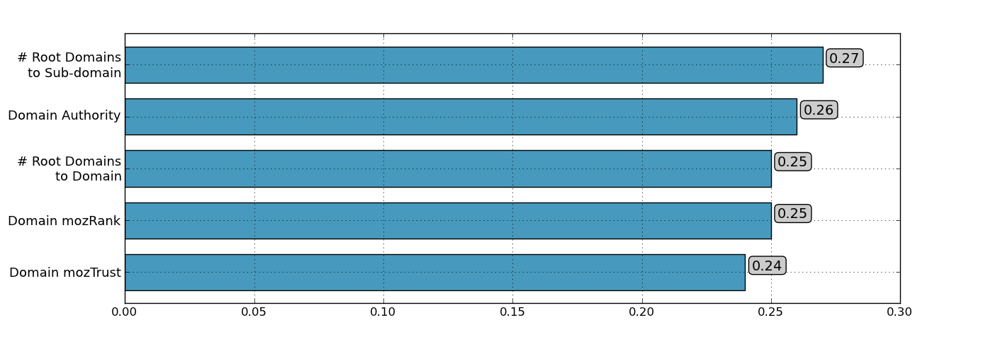 # Root Domains
to Sub-domain
0.27
Domain Authority
0.26
# Root Domains
to Domain
0.25
Domain mozRank
0.25
Domain mozTrust
0.24
0.00 0.05 0.10 0.15 0.20 0.25 0.30